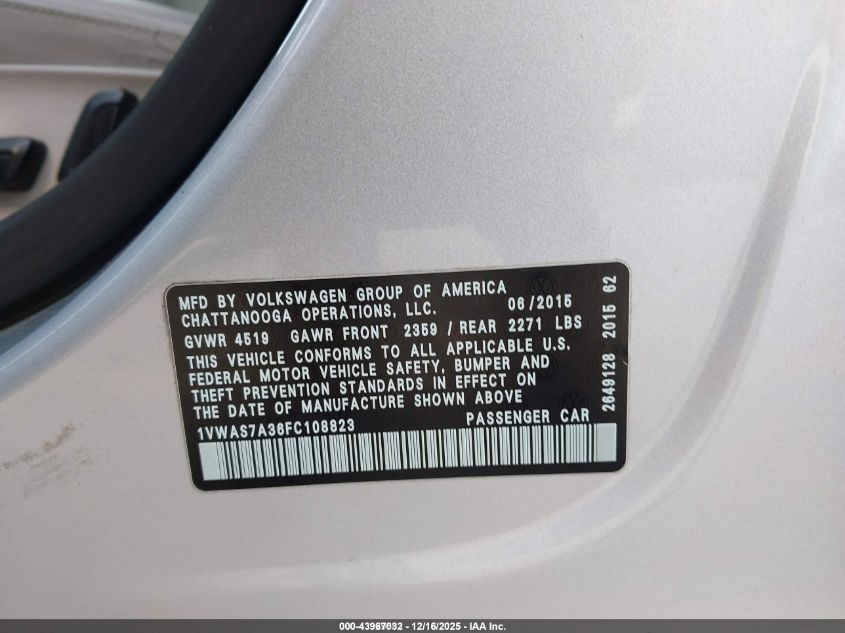 MFD BY VOLKSWAGEN GROUP OF AMERICA
CHATTANOOGA OPERATIONS, LLC. 06/2015
GVWR 4519 GAWR FRONT 2359 / REAR 2271 LBS
THIS VEHICLE CONFORMS TO ALL APPLICABLE U.S.
FEDERAL MOTOR VEHICLE SAFETY, BUMPER AND
THEFT PREVENTION STANDARDS IN EFFECT ON
THE DATE OF MANUFACTURE SHOWN ABOVE
1VWAS7A36FC108823 PASSENGER CAR
2649128 2015 62
000-43967032 - 12/16/2025 - IAA Inc.